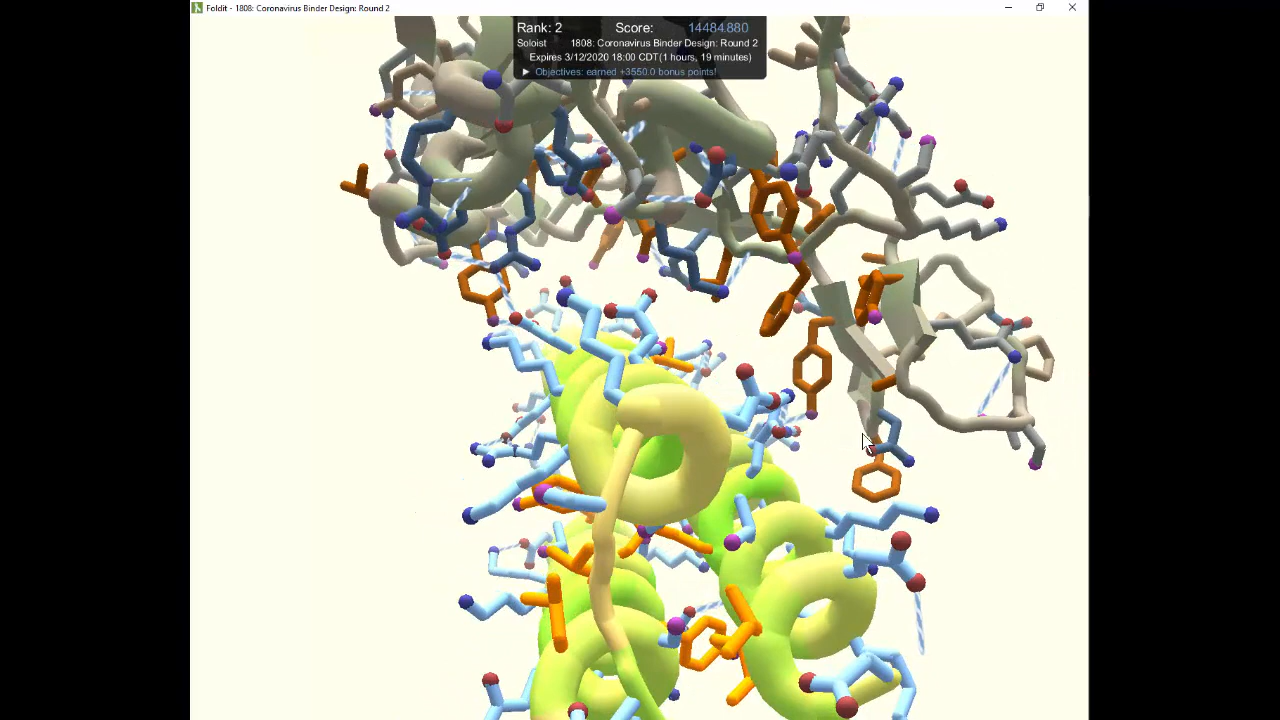 Foldit - 1808: Coronavirus Binder Design: Round 2
Rank: 2 Score: 14484.880
Soloist 1808: Coronavirus Binder Design: Round 2
Expires 3/12/2020 18:00 CDT(1 hours, 19 minutes)
▶ Objectives: earned +3550.0 bonus points!